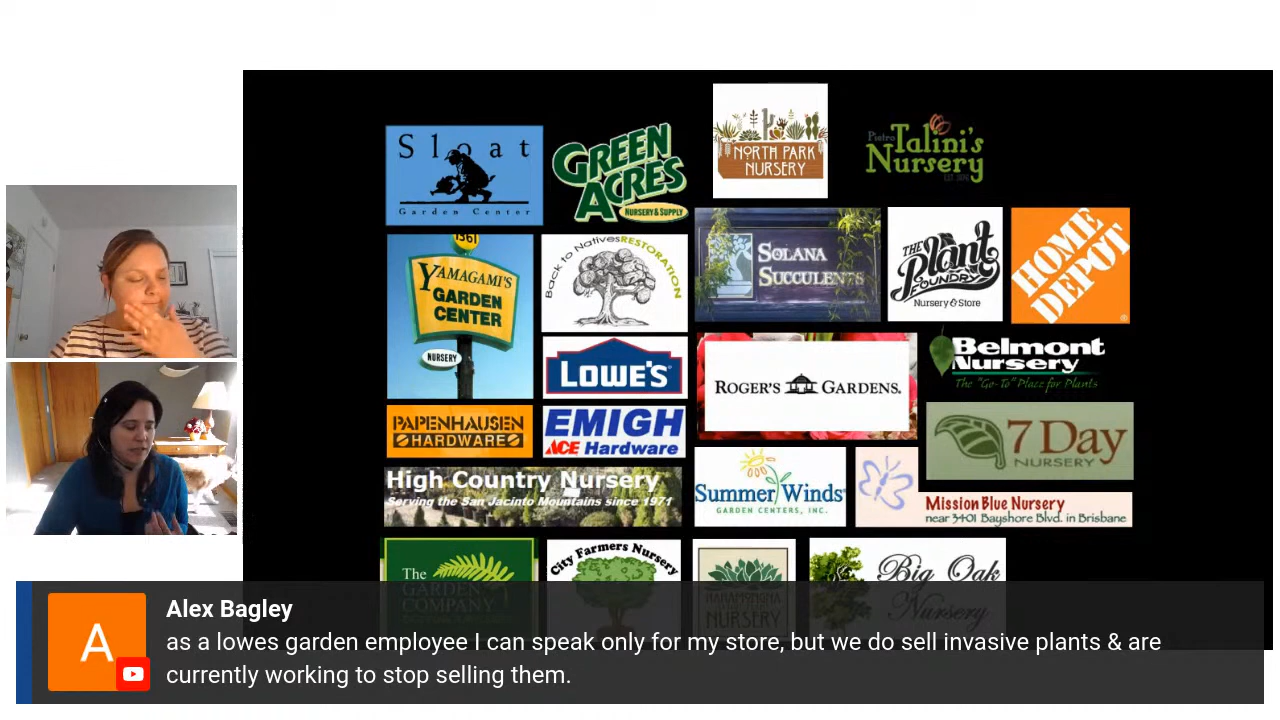 Sloat
Garden Center
GREEN
ACRES
NURSERY & SUPPLY
NORTH PARK
NURSERY
Pietro
Talini's
Nursery
1361
YAMAGAMI'S
GARDEN
CENTER
NURSERY
Back to Natives RESTORATION
SOLANA
SUCCULENTS
THE
Plant
FOUNDRY
Nursery & Store
HOME
DEPOT
LOWE'S
ROGER'S GARDENS.
Belmont
Nursery
The "Go-To" Place for Plants
PAPENHAUSEN
HARDWARE
EMIGH
ACE Hardware
7 Day
NURSERY
High Country Nursery
Serving the San Jacinto Mountains since 1971
SummerWinds
GARDEN CENTERS, INC.
Mission Blue Nursery
near 3401 Bayshore Blvd. in Brisbane
The
GARDEN
COMPANY
City Farmers Nursery
NURSERY
Big Oak
Nursery
A
Alex Bagley
as a lowes garden employee I can speak only for my store, but we do sell invasive plants & are
currently working to stop selling them.